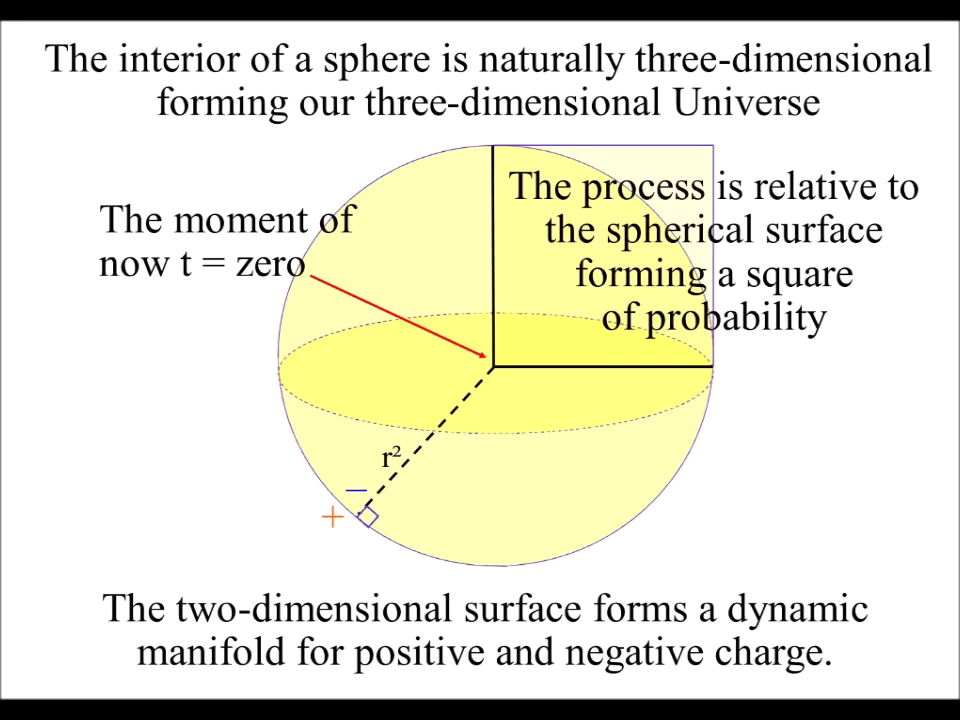 The interior of a sphere is naturally three-dimensional
forming our three-dimensional Universe
The process is relative to
the spherical surface
forming a square
of probability
The moment of
now t = zero
r²
−
+
The two-dimensional surface forms a dynamic
manifold for positive and negative charge.